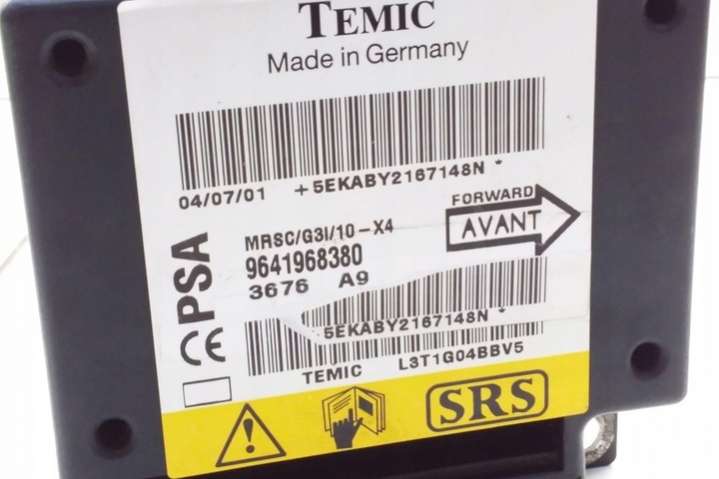 TEMIC
Made in Germany
04/07/01 +5EKABY2167148N *
FORWARD
AVANT
MRSC/G3I/10-X4
9641968380
3676 A9
PSA
CE
5EKABY2167148N *
TEMIC L3T1G04BBV5
SRS